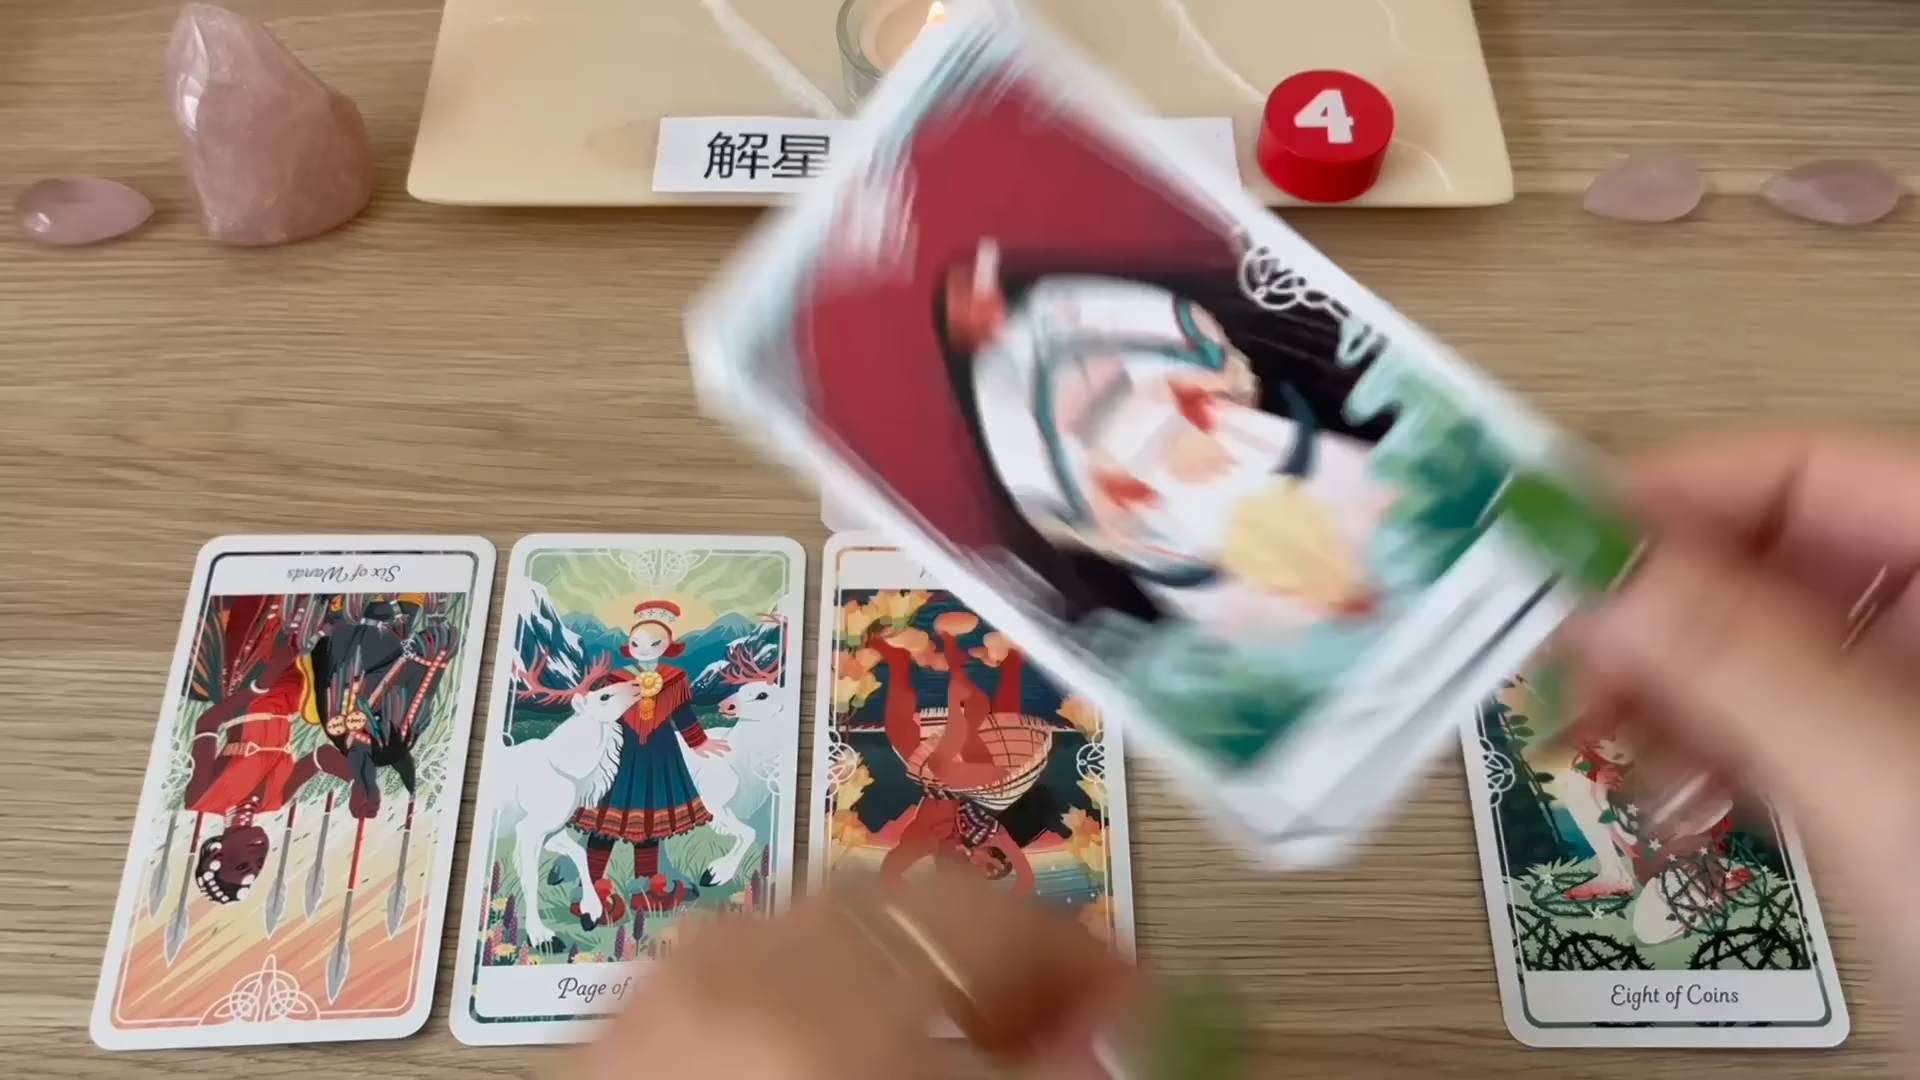 解星
4
Six of Wands
Page of
Eight of Coins